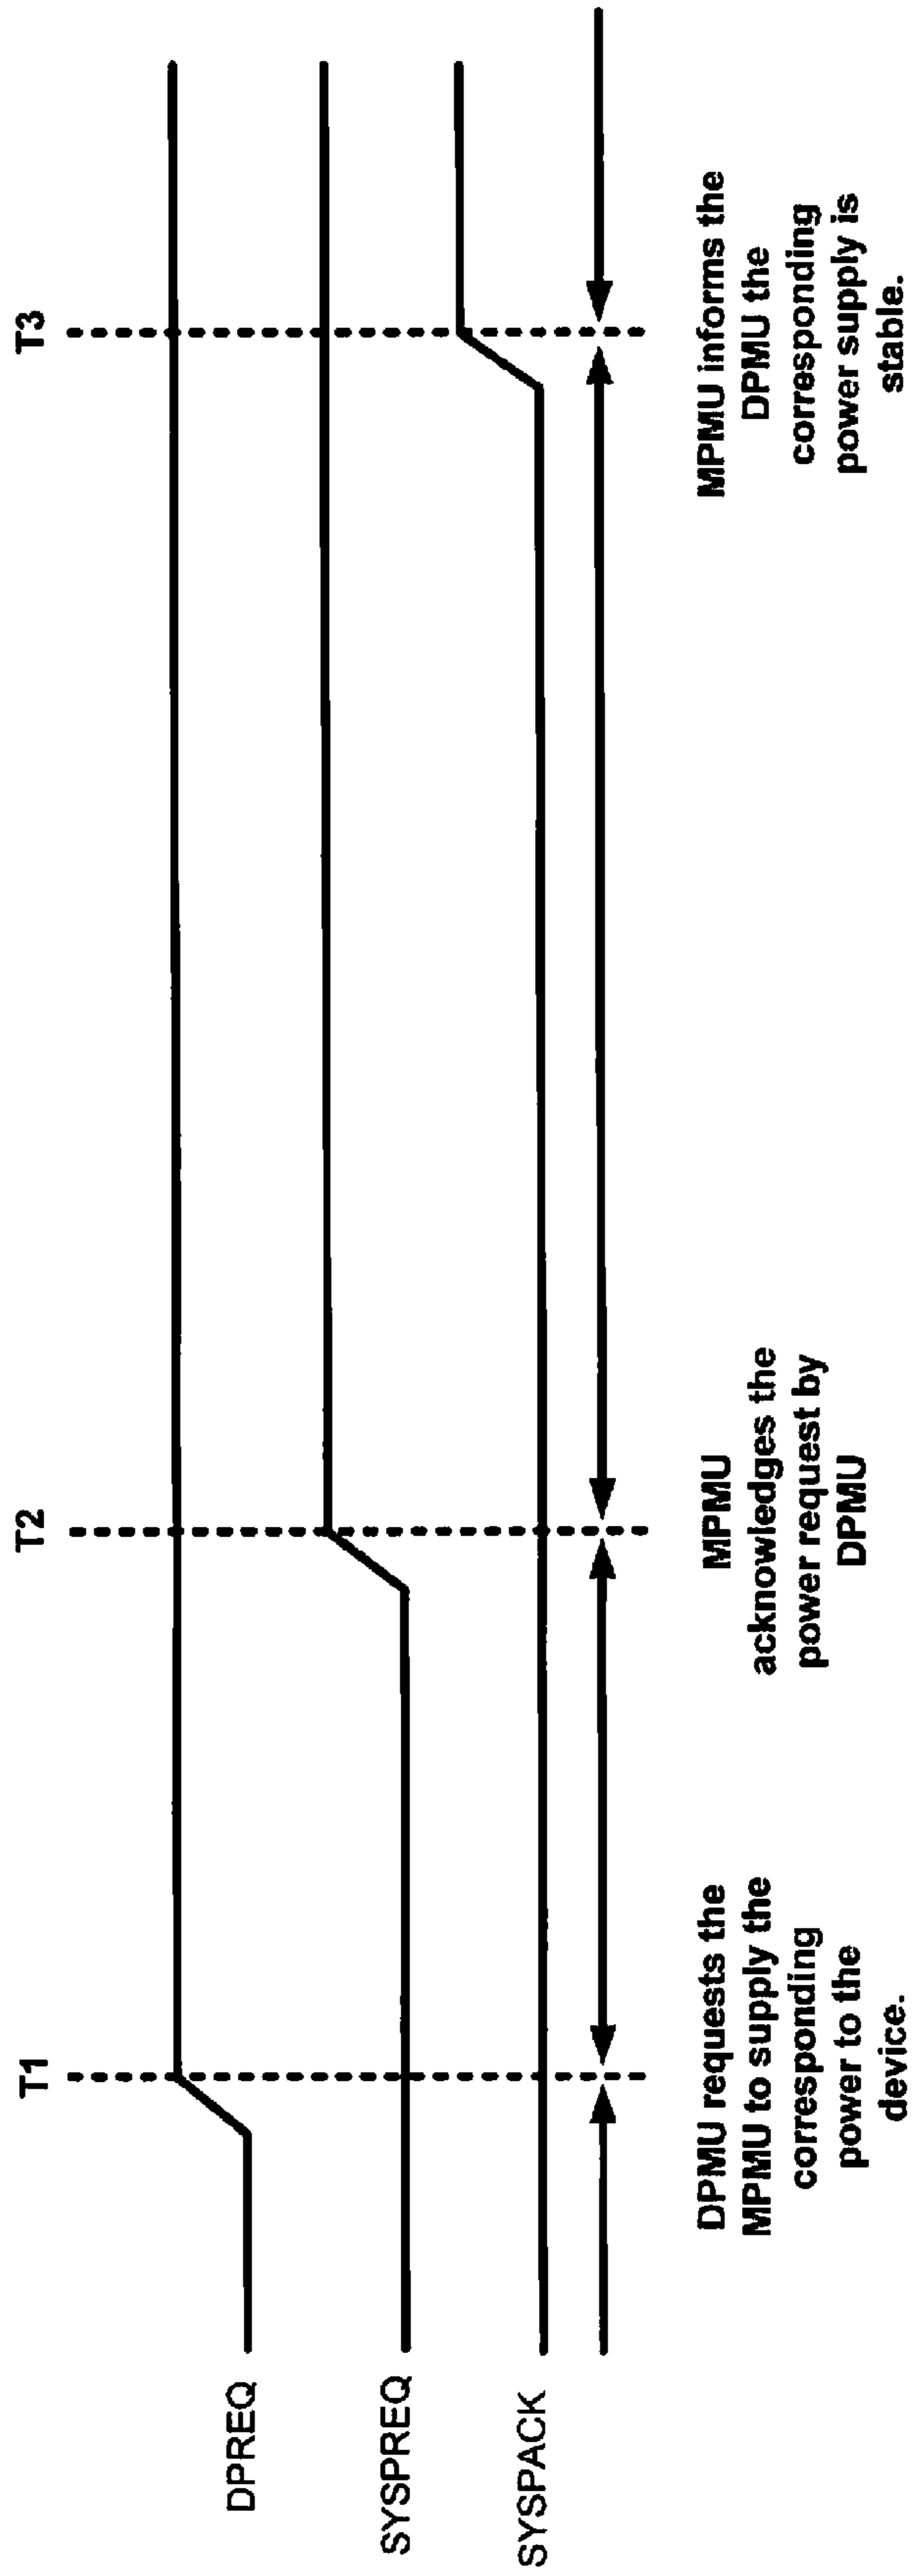 T1
T2
T3
DPREQ
SYSPREQ
SYSPACK
DPMU requests the
MPMU to supply the
corresponding
power to the
device.
MPMU
acknowledges the
power request by
DPMU
MPMU informs the
DPMU the
corresponding
power supply is
stable.